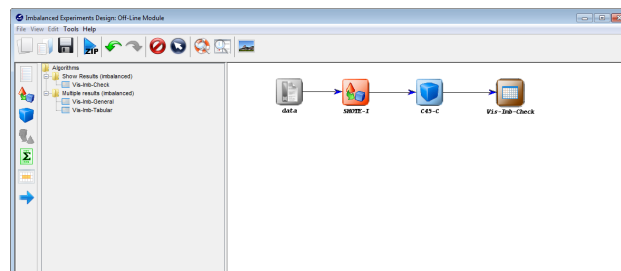 Imbalanced Experiments Design: Off-Line Module
File View Edit Tools Help
ZIP
Algorithms
Show Results (imbalanced)
Vis-Imb-Check
Multiple results (imbalanced)
Vis-Imb-General
Vis-Imb-Tabular
Σ
data
SMOTE-I
C45-C
Vis-Imb-Check